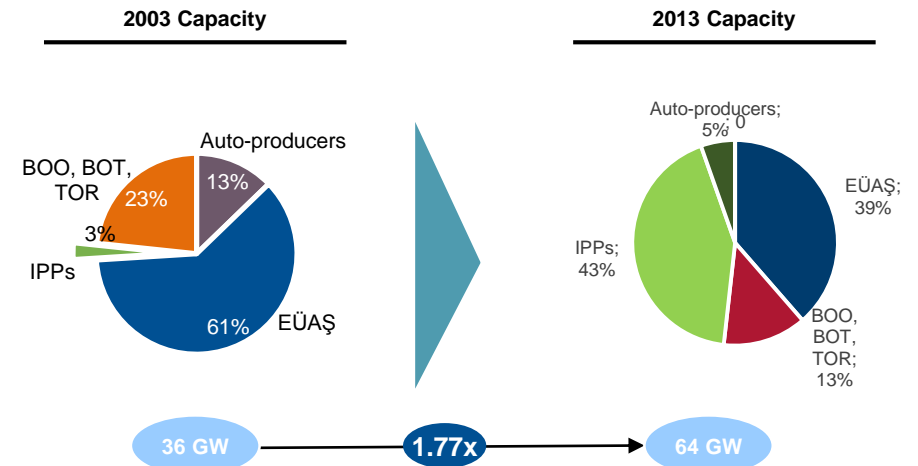 2003 Capacity
2013 Capacity
Auto-producers
13%
BOO, BOT,
TOR
23%
3%
IPPs
61%
EÜAŞ
Auto-producers;
5%
; 0
EÜAŞ;
39%
IPPs;
43%
BOO,
BOT,
TOR;
13%
36 GW
1.77x
64 GW